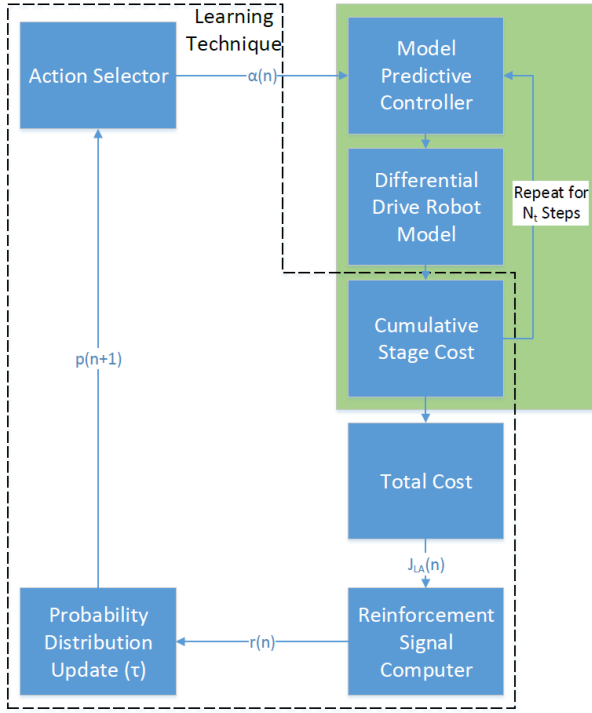 Learning
Technique
Action Selector
α(n)
Model
Predictive
Controller
Differential
Drive Robot
Model
Repeat for
Nₜ Steps
Cumulative
Stage Cost
p(n+1)
Total Cost
J_LA(n)
Probability
Distribution
Update (τ)
r(n)
Reinforcement
Signal
Computer